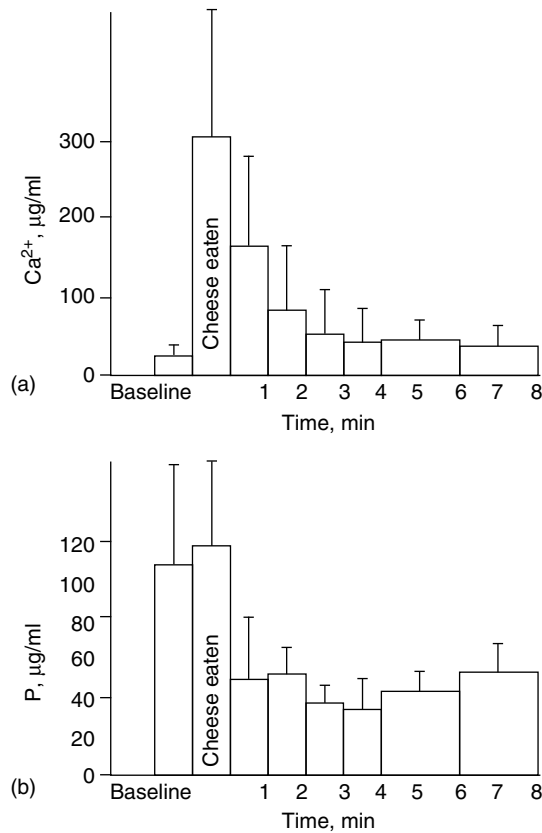 300
200
100
0
Ca²⁺, µg/ml
Cheese eaten
(a)
Baseline 1 2 3 4 5 6 7 8
Time, min
120
100
80
60
40
20
0
P, µg/ml
Cheese eaten
(b)
Baseline 1 2 3 4 5 6 7 8
Time, min